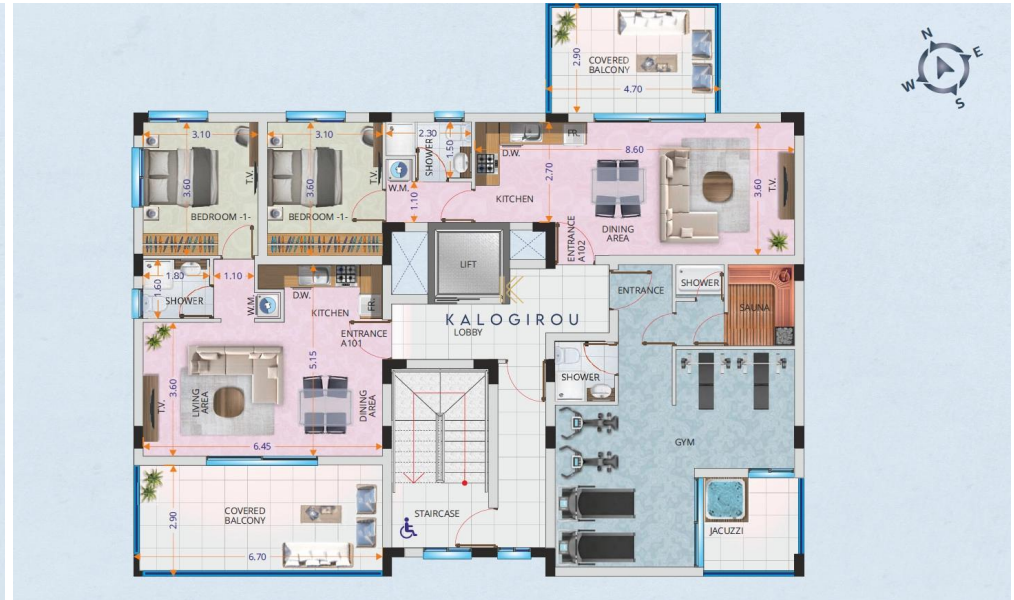 N
E
W
S
2.90
COVERED
BALCONY
4.70
3.10
3.60
T.V.
BEDROOM -1-
3.10
3.60
T.V.
BEDROOM -1-
2.30
SHOWER
1.50
W.M.
1.10
D.W.
FR.
2.70
KITCHEN
8.60
DINING
AREA
3.60
T.V.
ENTRANCE
A102
LIFT
1.80
1.60
SHOWER
1.10
W.M.
D.W.
KITCHEN
FR.
ENTRANCE
A101
5.15
KALOGIROU
LOBBY
ENTRANCE
SHOWER
SAUNA
SHOWER
3.60
T.V.
LIVING
AREA
DINING
AREA
6.45
GYM
2.90
COVERED
BALCONY
6.70
STAIRCASE
JACUZZI